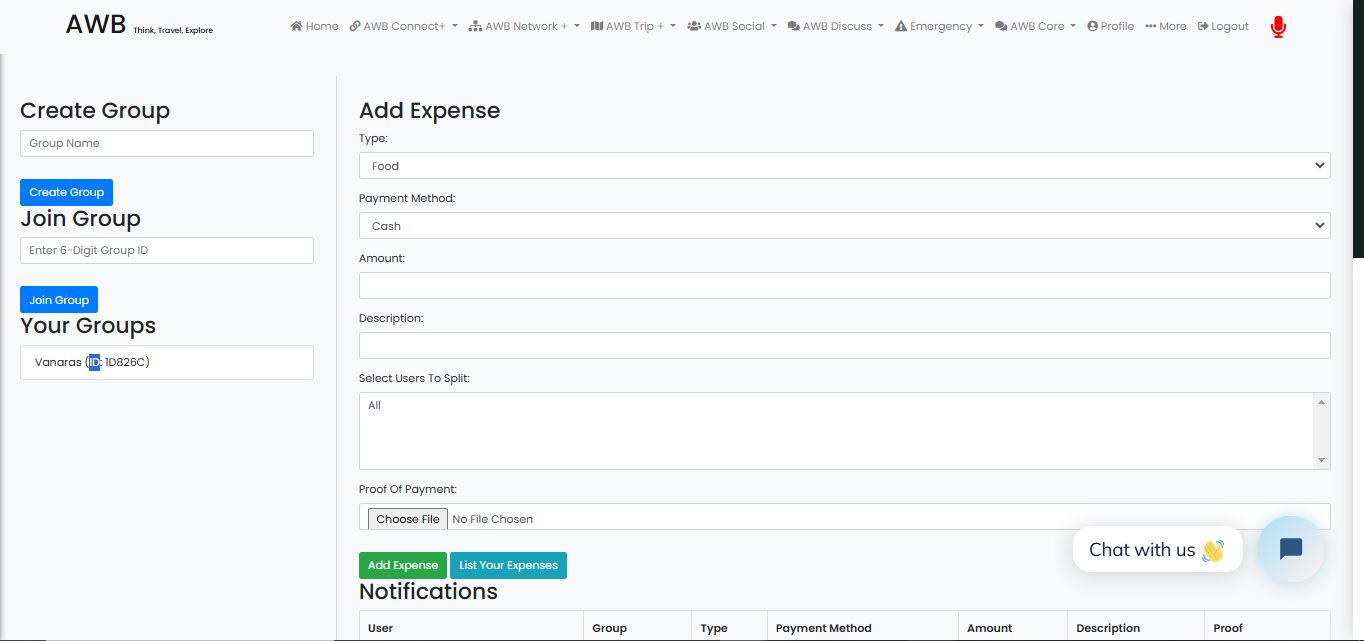 AWB Think, Travel, Explore
Home AWB Connect+ AWB Network + AWB Trip + AWB Social AWB Discuss Emergency AWB Core Profile More Logout
Create Group
Group Name
Create Group
Join Group
Enter 6-Digit Group ID
Join Group
Your Groups
Vanaras (ID: 1D826C)
Add Expense
Type:
Food
Payment Method:
Cash
Amount:
Description:
Select Users To Split:
All
Proof Of Payment:
Choose File No File Chosen
Add Expense List Your Expenses
Notifications
User Group Type Payment Method Amount Description Proof
Chat with us 👋